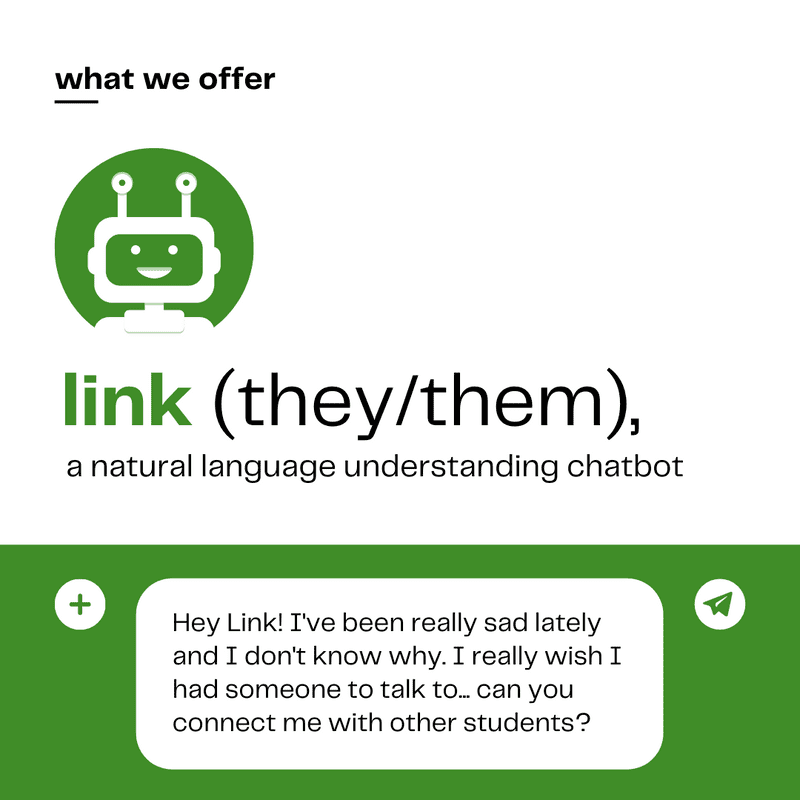 what we offer
link (they/them),
a natural language understanding chatbot
Hey Link! I've been really sad lately
and I don't know why. I really wish I
had someone to talk to... can you
connect me with other students?